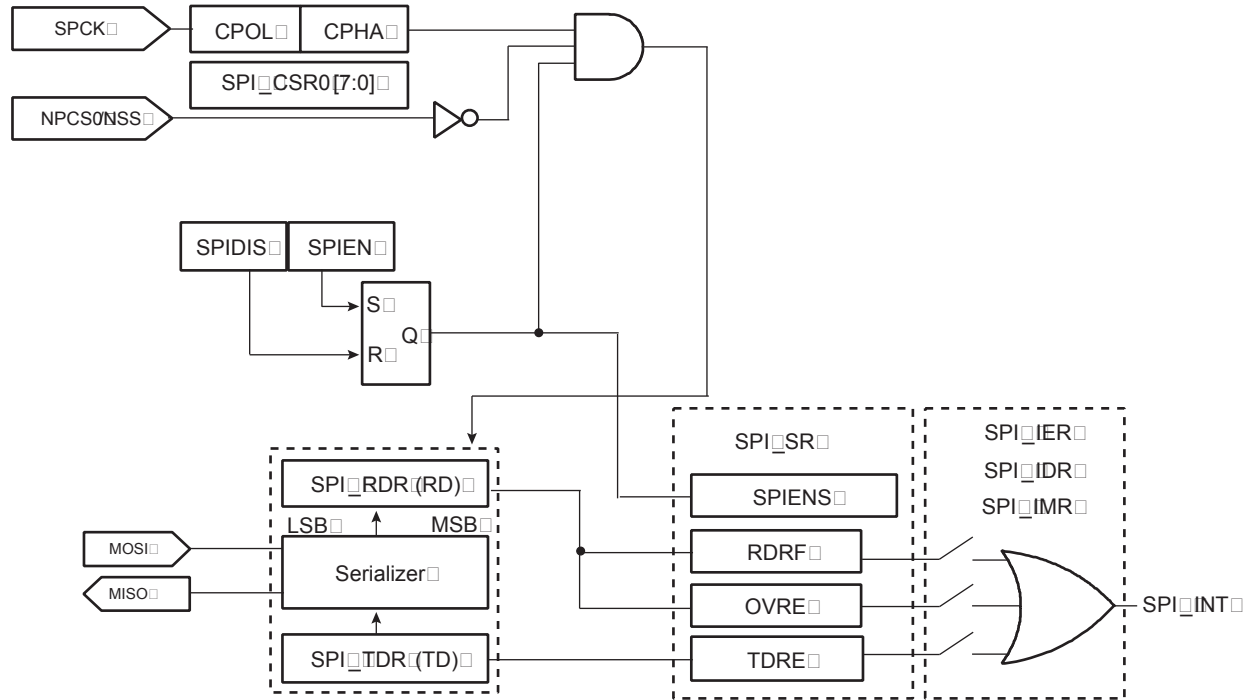 SPCK
CPOL
CPHA
SPI_CSR0 [7:0]
NPCS0/NSS
SPIDIS
SPIEN
S
Q
R
SPI_SR
SPI_IER
SPI_IDR
SPI_IMR
SPI_RDR (RD)
SPIENS
LSB
MSB
MOSI
Serializer
MISO
RDRF
OVRE
SPI_INT
SPI_TDR (TD)
TDRE